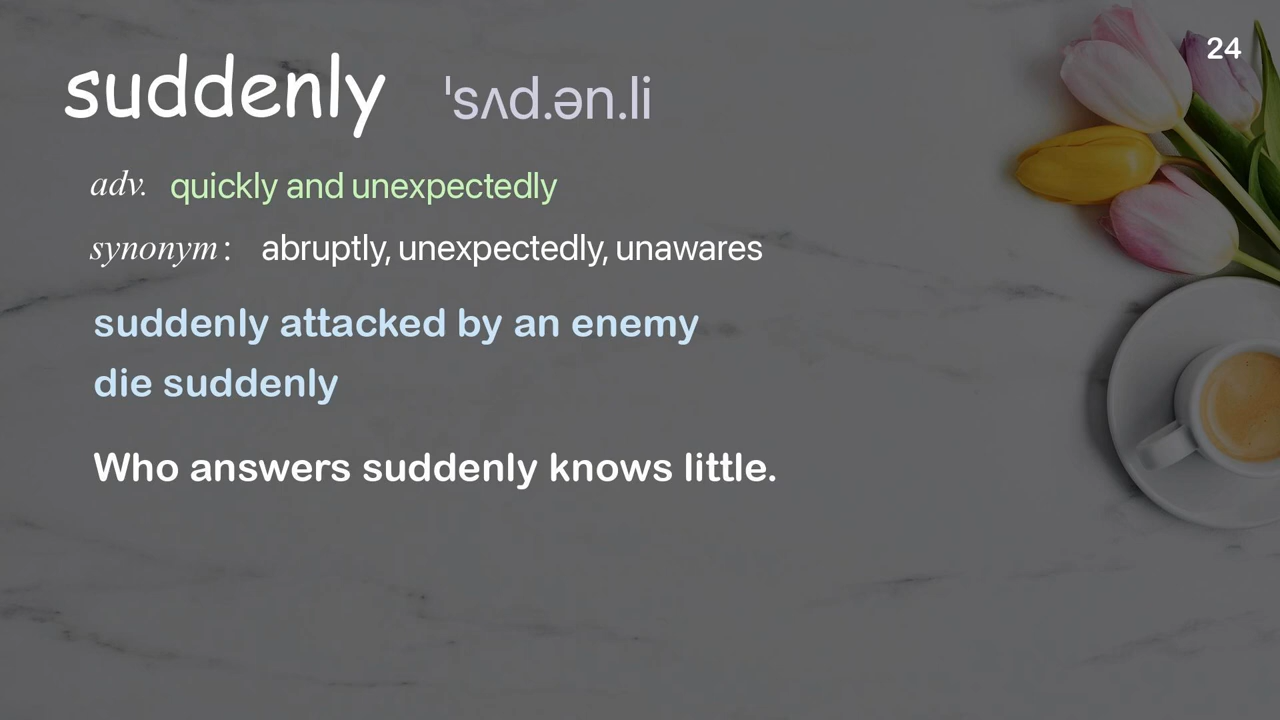 24
suddenly ˈsʌd.ən.li
adv. quickly and unexpectedly
synonym: abruptly, unexpectedly, unawares
suddenly attacked by an enemy
die suddenly
Who answers suddenly knows little.